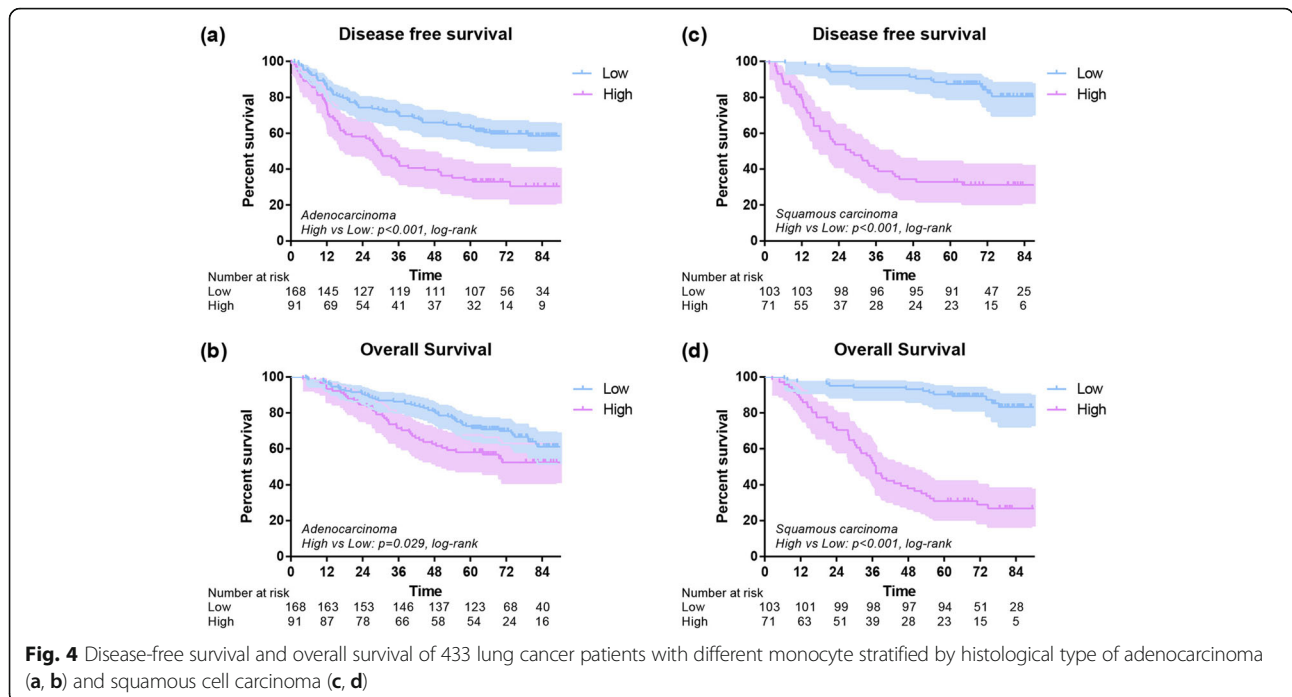 (a)
Disease free survival
Low
High
Percent survival
100
80
60
40
20
0
Adenocarcinoma
High vs Low: p<0.001, log-rank
0 12 24 36 48 60 72 84
Time
Number at risk
Low 168 145 127 119 111 107 56 34
High 91 69 54 41 37 32 14 9
(b)
Overall Survival
Low
High
Percent survival
100
80
60
40
20
0
Adenocarcinoma
High vs Low: p=0.029, log-rank
0 12 24 36 48 60 72 84
Time
Number at risk
Low 168 163 153 146 137 123 68 40
High 91 87 78 66 58 54 24 16
(c)
Disease free survival
Low
High
Percent survival
100
80
60
40
20
0
Squamous carcinoma
High vs Low: p<0.001, log-rank
0 12 24 36 48 60 72 84
Time
Number at risk
Low 103 103 98 96 95 91 47 25
High 71 55 37 28 24 23 15 6
(d)
Overall Survival
Low
High
Percent survival
100
80
60
40
20
0
Squamous carcinoma
High vs Low: p<0.001, log-rank
0 12 24 36 48 60 72 84
Time
Number at risk
Low 103 101 99 98 97 94 51 28
High 71 63 51 39 28 23 15 5
Fig. 4 Disease-free survival and overall survival of 433 lung cancer patients with different monocyte stratified by histological type of adenocarcinoma
(a, b) and squamous cell carcinoma (c, d)